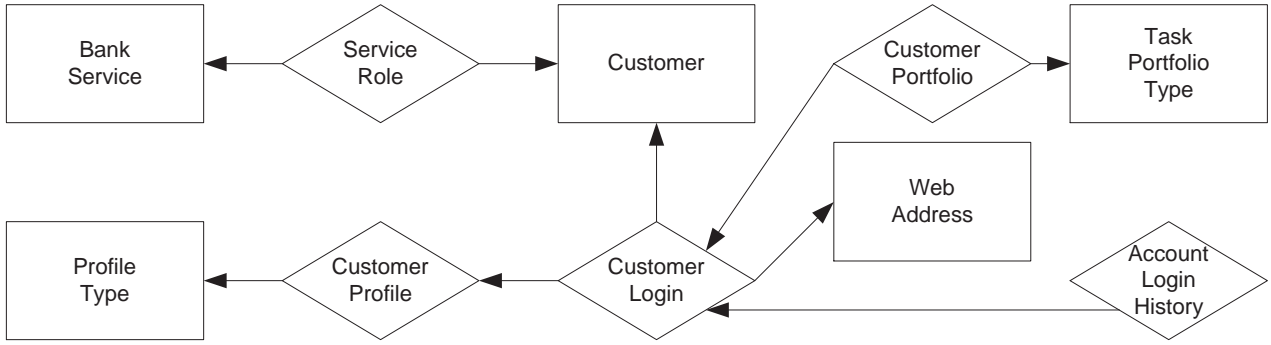 Bank
Service
Service
Role
Customer
Customer
Portfolio
Task
Portfolio
Type
Web
Address
Profile
Type
Customer
Profile
Customer
Login
Account
Login
History